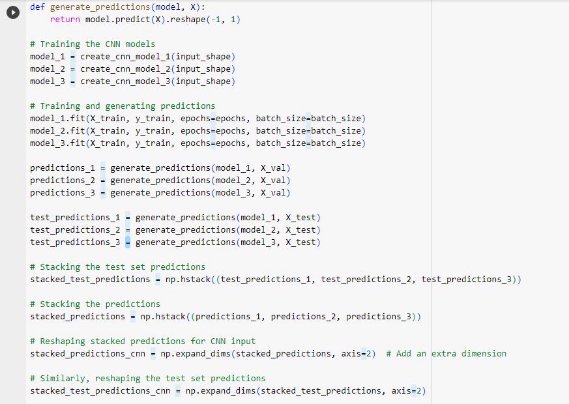 def generate_predictions(model, X):
    return model.predict(X).reshape(-1, 1)

# Training the CNN models
model_1 = create_cnn_model_1(input_shape)
model_2 = create_cnn_model_2(input_shape)
model_3 = create_cnn_model_3(input_shape)

# Training and generating predictions
model_1.fit(X_train, y_train, epochs=epochs, batch_size=batch_size)
model_2.fit(X_train, y_train, epochs=epochs, batch_size=batch_size)
model_3.fit(X_train, y_train, epochs=epochs, batch_size=batch_size)

predictions_1 = generate_predictions(model_1, X_val)
predictions_2 = generate_predictions(model_2, X_val)
predictions_3 = generate_predictions(model_3, X_val)

test_predictions_1 = generate_predictions(model_1, X_test)
test_predictions_2 = generate_predictions(model_2, X_test)
test_predictions_3 = generate_predictions(model_3, X_test)

# Stacking the test set predictions
stacked_test_predictions = np.hstack((test_predictions_1, test_predictions_2, test_predictions_3))

# Stacking the predictions
stacked_predictions = np.hstack((predictions_1, predictions_2, predictions_3))

# Reshaping stacked predictions for CNN input
stacked_predictions_cnn = np.expand_dims(stacked_predictions, axis=2)  # Add an extra dimension

# Similarly, reshaping the test set predictions
stacked_test_predictions_cnn = np.expand_dims(stacked_test_predictions, axis=2)